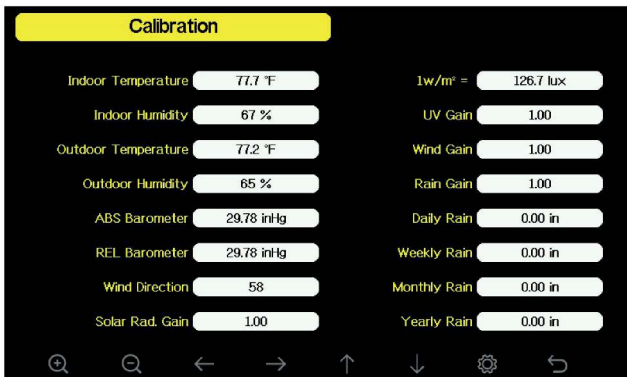 Calibration
Indoor Temperature 77.7 °F
Indoor Humidity 67 %
Outdoor Temperature 77.2 °F
Outdoor Humidity 65 %
ABS Barometer 29.78 inHg
REL Barometer 29.78 inHg
Wind Direction 58
Solar Rad. Gain 1.00
1w/m² = 126.7 lux
UV Gain 1.00
Wind Gain 1.00
Rain Gain 1.00
Daily Rain 0.00 in
Weekly Rain 0.00 in
Monthly Rain 0.00 in
Yearly Rain 0.00 in